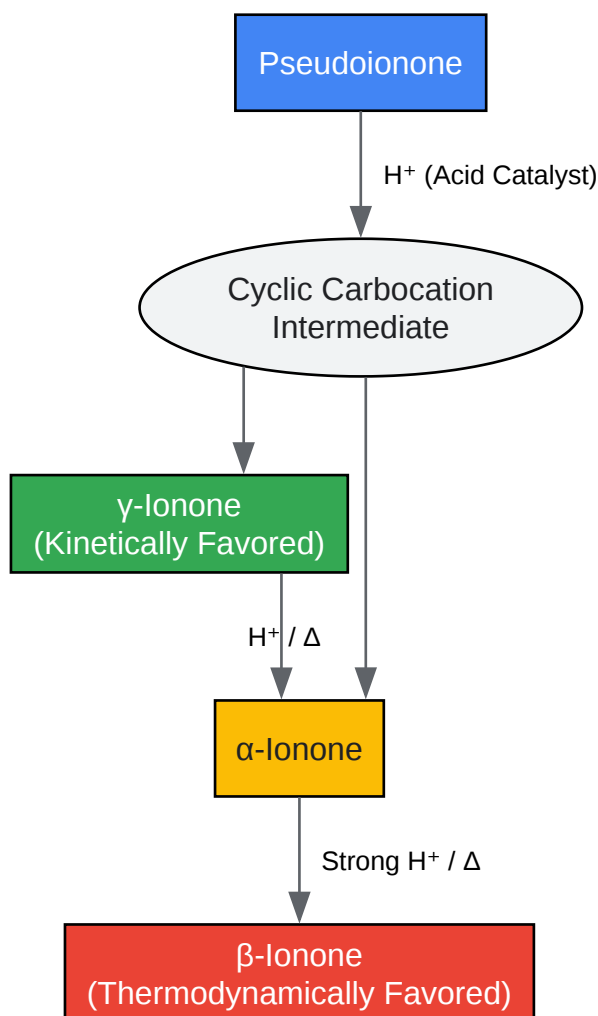 Pseudoionone
H⁺ (Acid Catalyst)
Cyclic Carbocation
Intermediate
γ-Ionone
(Kinetically Favored)
H⁺ / Δ
α-Ionone
Strong H⁺ / Δ
β-Ionone
(Thermodynamically Favored)